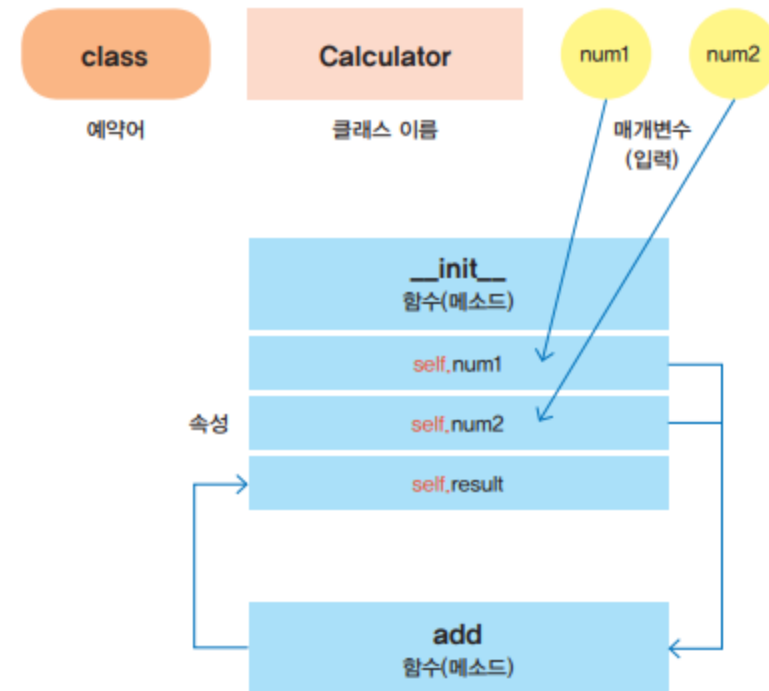 class
Calculator
num1
num2
예약어
클래스 이름
매개변수
(입력)
__init__
함수(메소드)
self.num1
속성
self.num2
self.result
add
함수(메소드)